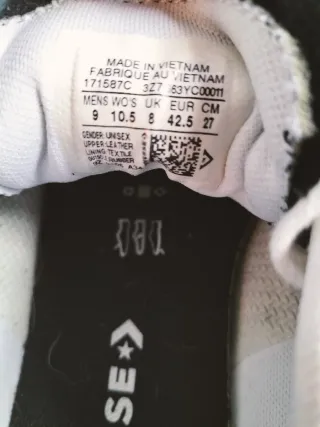 MADE IN VIETNAM
FABRIQUE AU VIETNAM
171587C 3Z7 63YC00011
MENS WO'S UK EUR CM
9 10.5 8 42.5 27
GENDER: UNISEX
UPPER: LEATHER
LINING: TEXTILE
RUBBER
SE